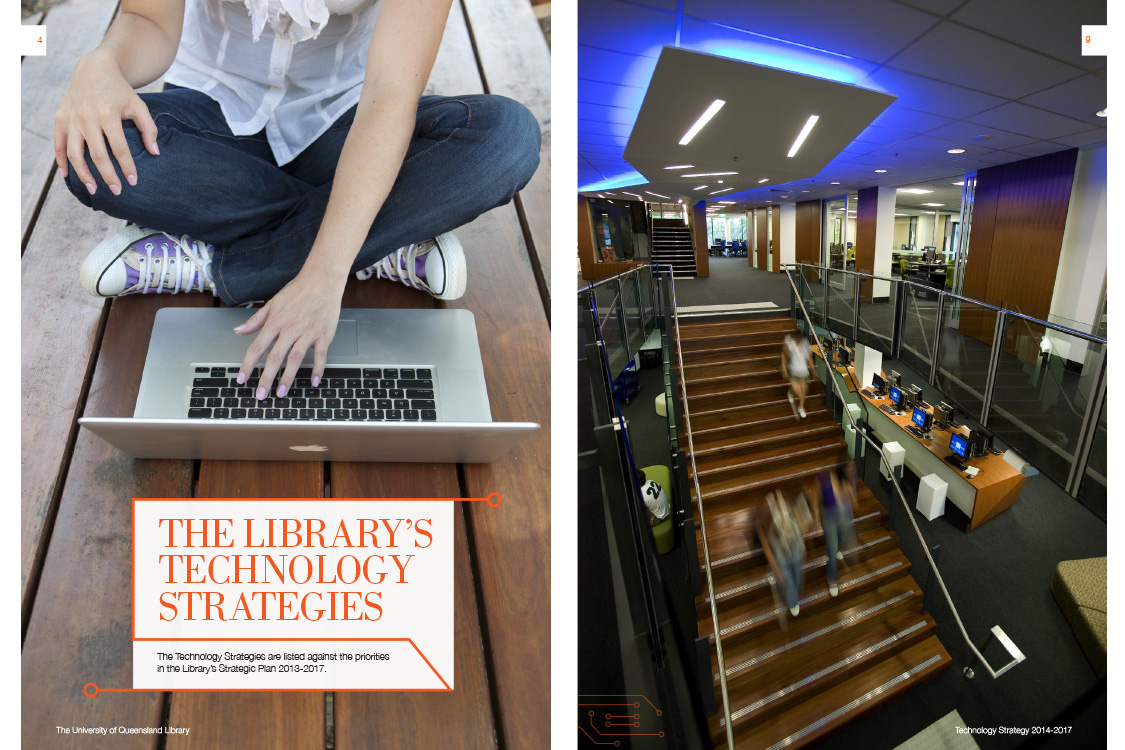 4
THE LIBRARY'S
TECHNOLOGY
STRATEGIES
The Technology Strategies are listed against the priorities
in the Library's Strategic Plan 2013-2017.
The University of Queensland Library
9
22
Technology Strategy 2014-2017